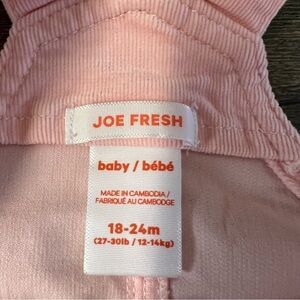 JOE FRESH
baby / bébé
MADE IN CAMBODIA /
FABRIQUÉ AU CAMBODGE
18-24m
(27-30lb / 12-14kg)